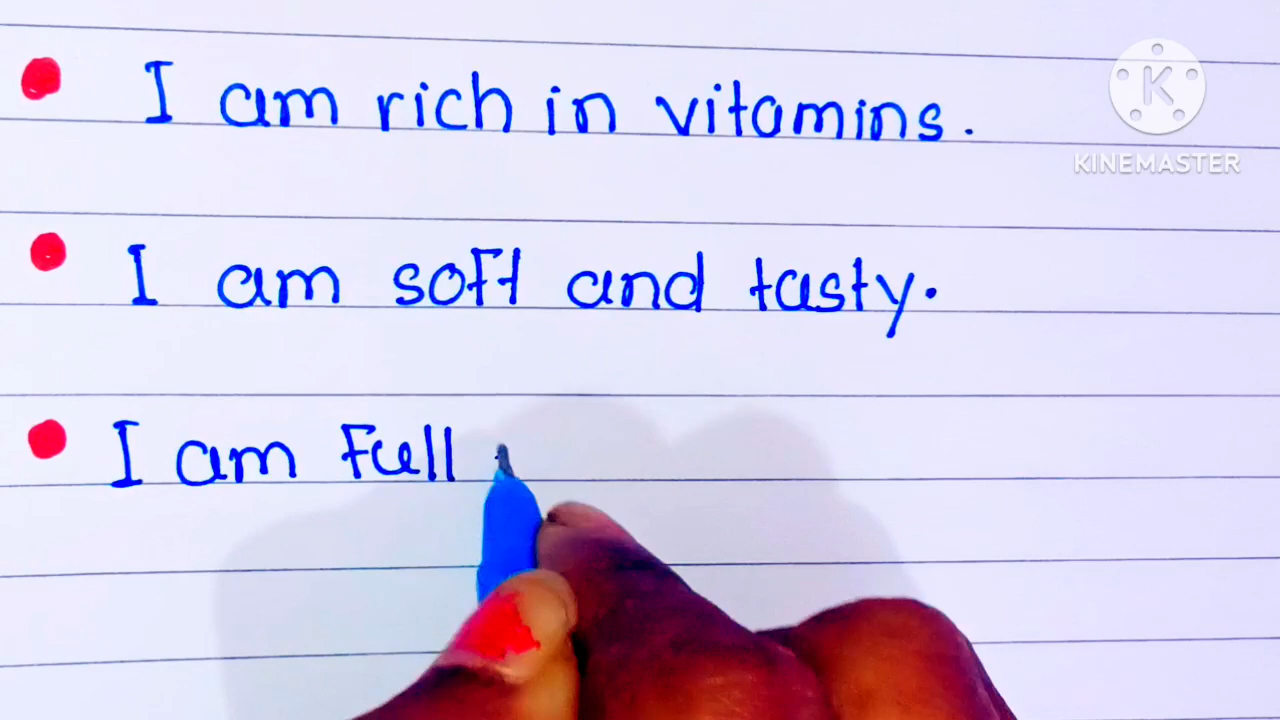 I am rich in vitamins.
KINEMASTER
I am soft and tasty.
I am Full